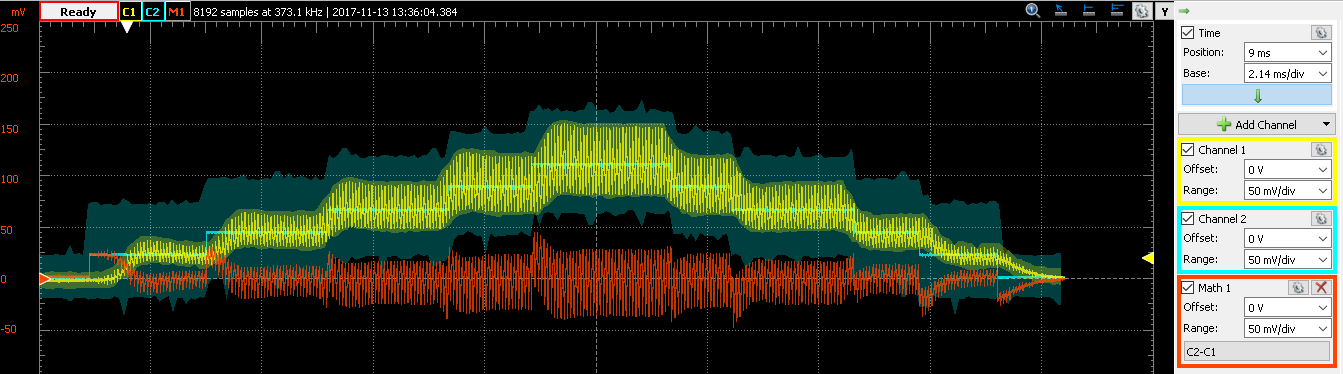 mV Ready C1 C2 M1 8192 samples at 373.1 kHz | 2017-11-13 13:36:04.384 Y
250
200
150
100
50
0
-50
Time
Position: 9 ms
Base: 2.14 ms/div
Add Channel
Channel 1
Offset: 0 V
Range: 50 mV/div
Channel 2
Offset: 0 V
Range: 50 mV/div
Math 1
Offset: 0 V
Range: 50 mV/div
C2-C1